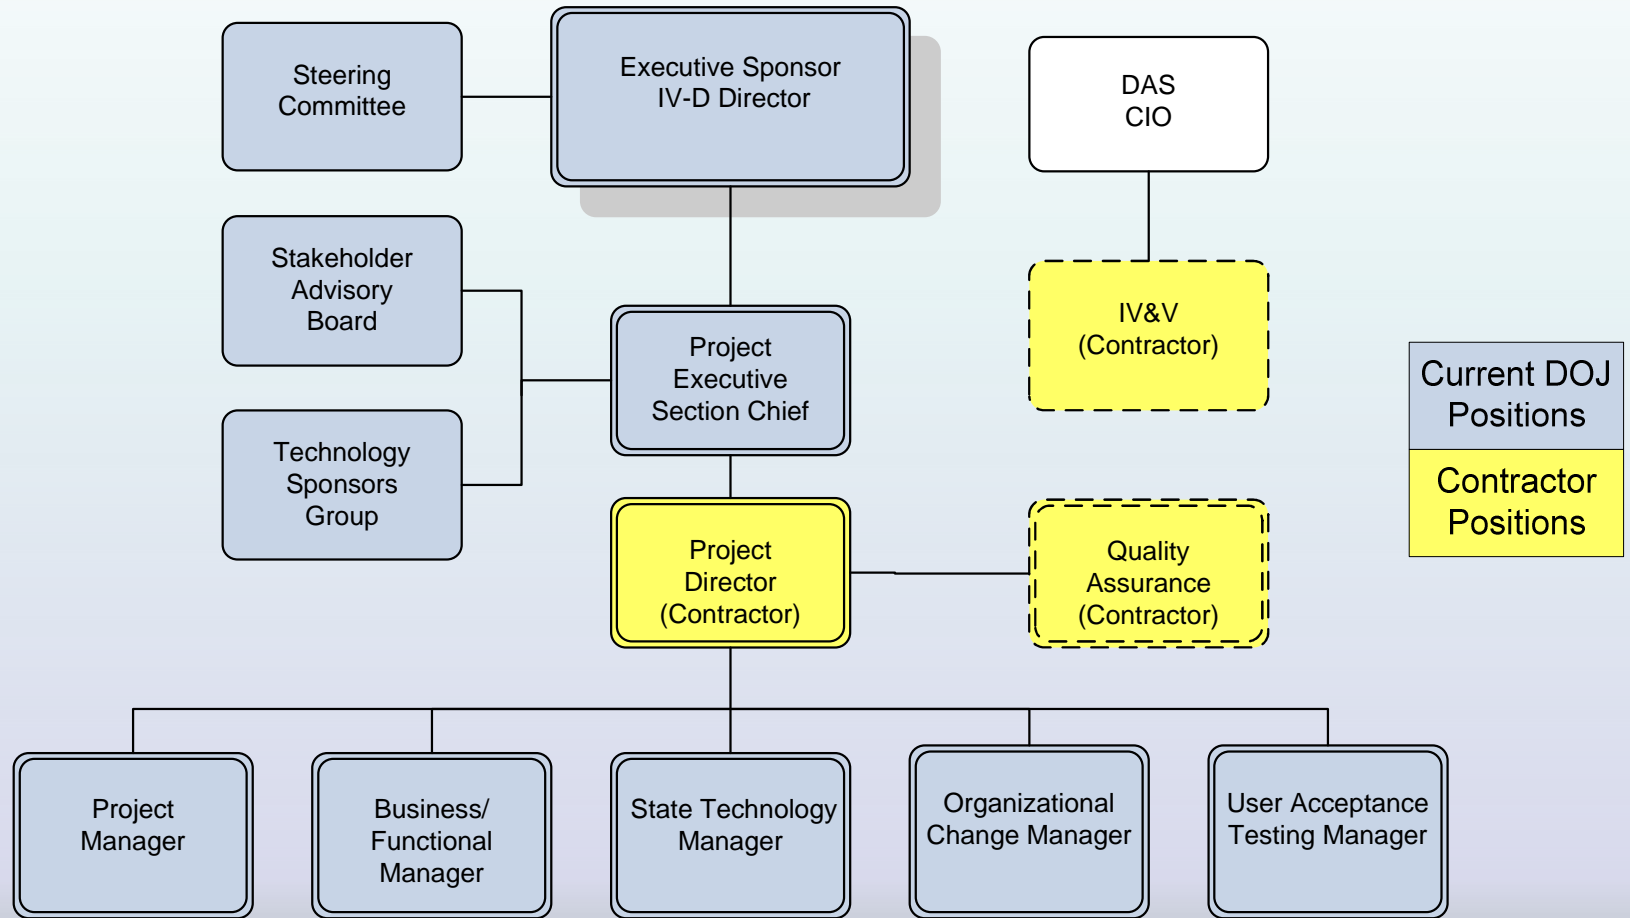 Steering
Committee
Executive Sponsor
IV-D Director
DAS
CIO
Stakeholder
Advisory
Board
Project
Executive
Section Chief
IV&V
(Contractor)
Current DOJ
Positions
Contractor
Positions
Technology
Sponsors
Group
Project
Director
(Contractor)
Quality
Assurance
(Contractor)
Project
Manager
Business/
Functional
Manager
State Technology
Manager
Organizational
Change Manager
User Acceptance
Testing Manager